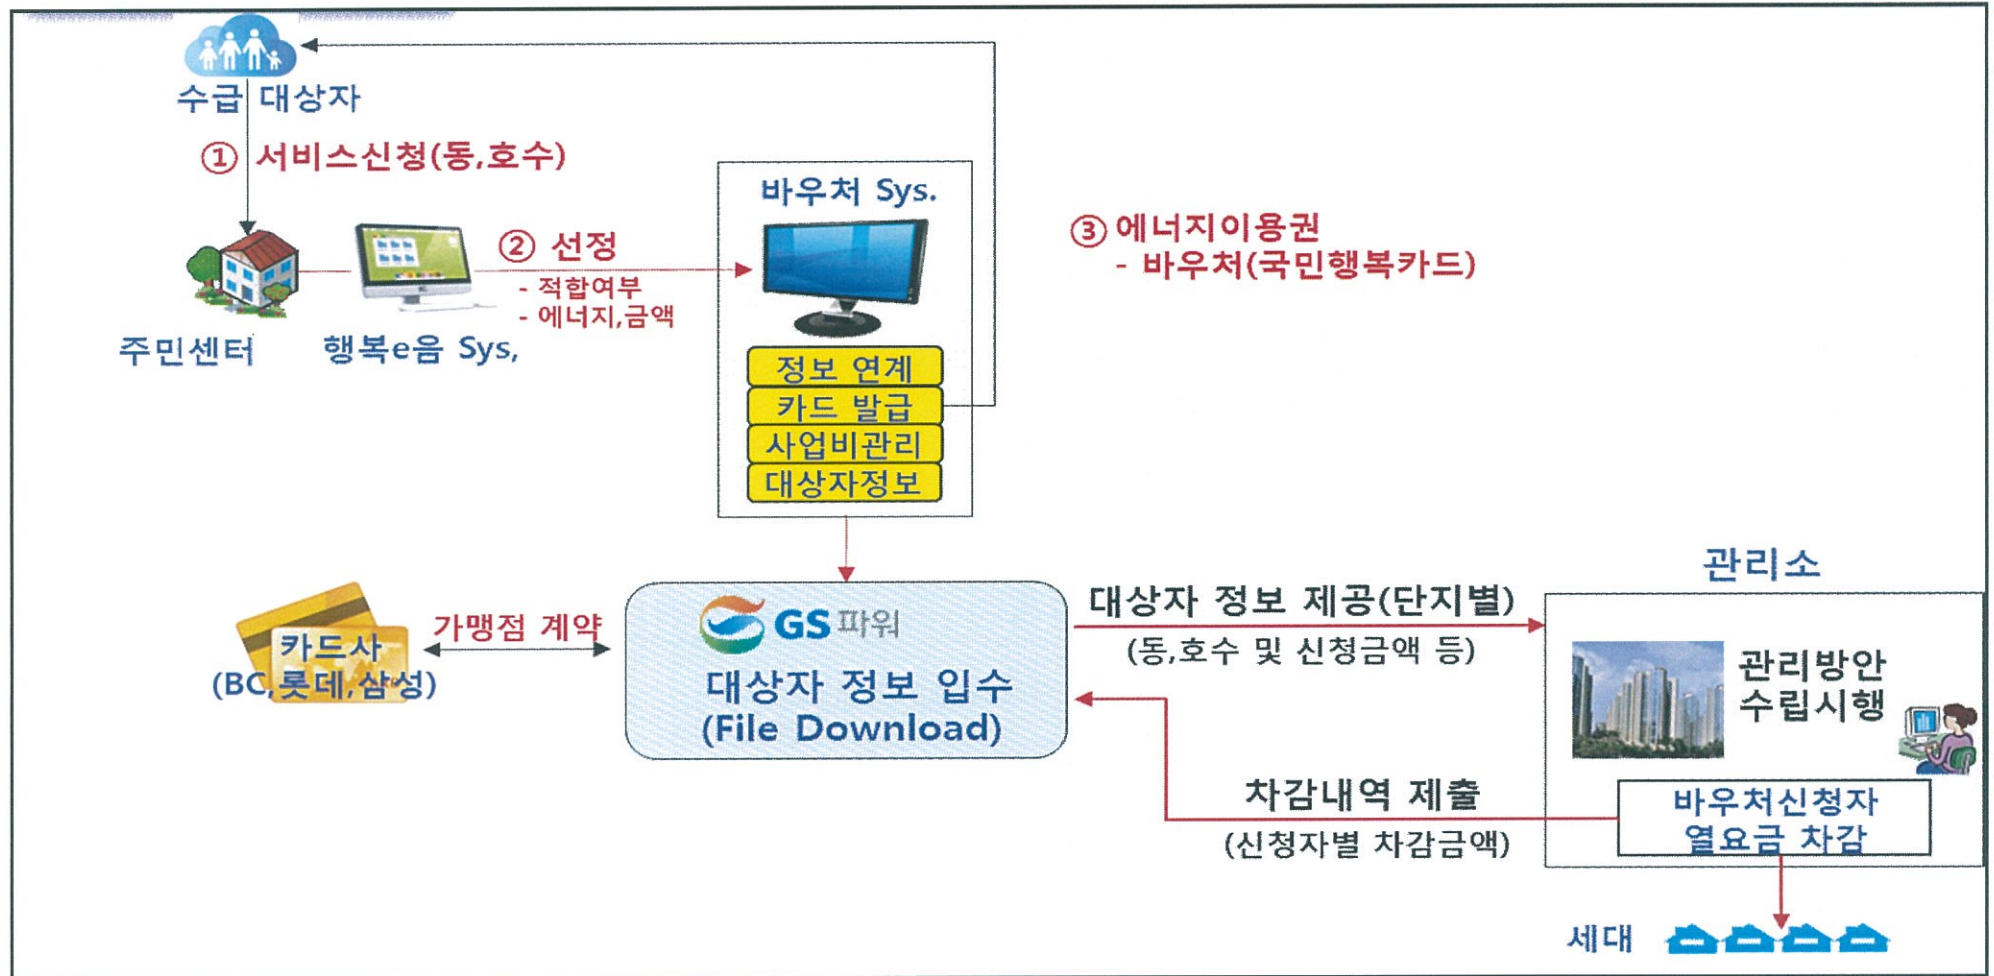 수급 대상자
① 서비스신청(동,호수)
바우처 Sys.
② 선정
- 적합여부
- 에너지,금액
③ 에너지이용권
- 바우처(국민행복카드)
주민센터
행복e음 Sys,
정보 연계
카드 발급
사업비관리
대상자정보
카드사
(BC,롯데,삼성)
가맹점 계약
GS파워
대상자 정보 입수
(File Download)
대상자 정보 제공(단지별)
(동,호수 및 신청금액 등)
관리소
관리방안
수립시행
차감내역 제출
(신청자별 차감금액)
바우처신청자
열요금 차감
세대